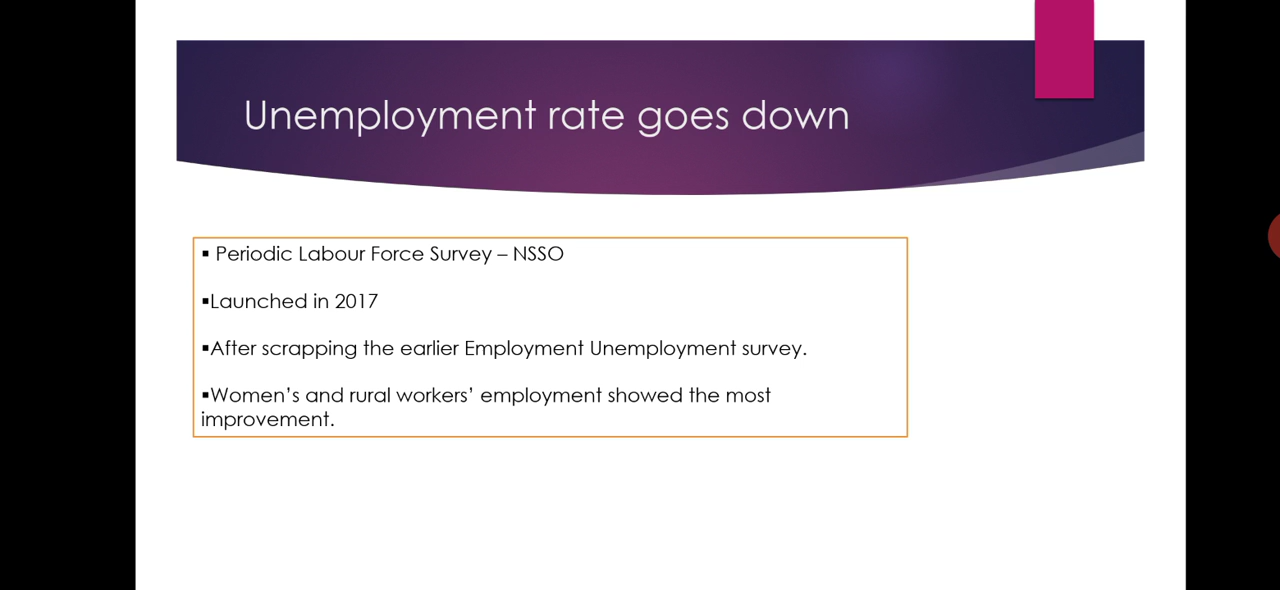 Unemployment rate goes down
▪ Periodic Labour Force Survey – NSSO
▪Launched in 2017
▪After scrapping the earlier Employment Unemployment survey.
▪Women’s and rural workers’ employment showed the most
improvement.